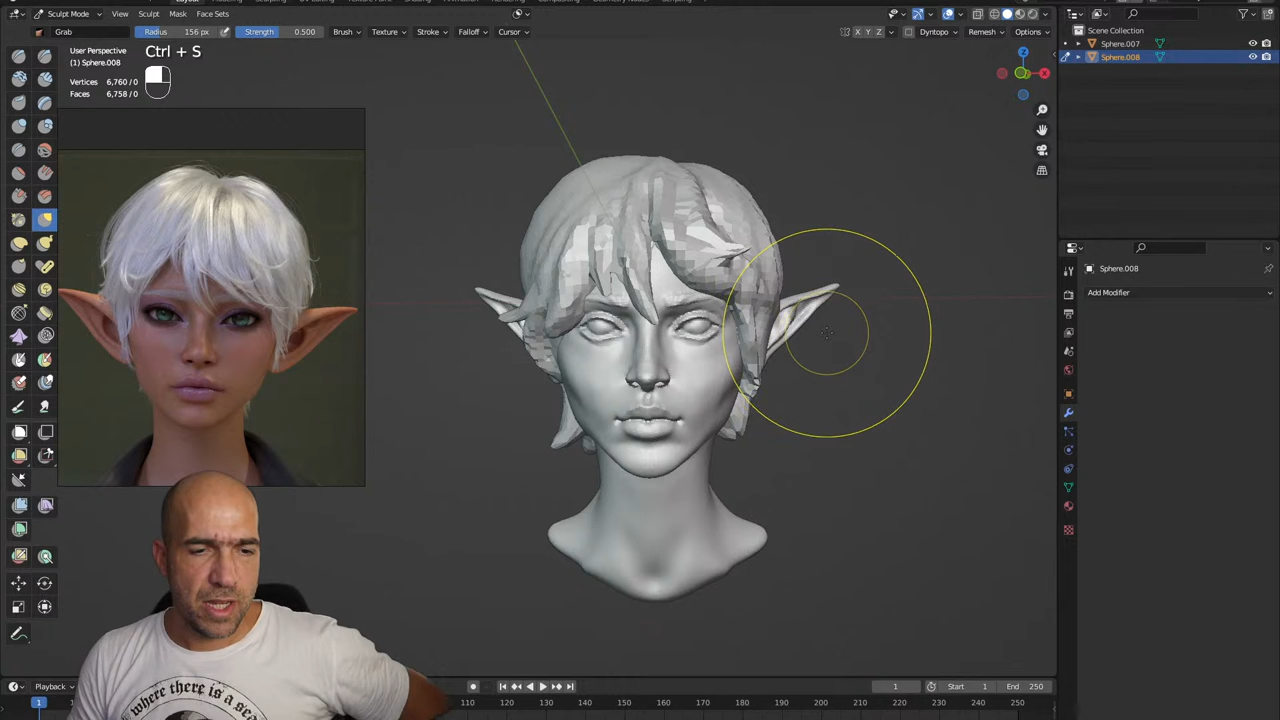 Layout
Sculpt Mode
Sculpt
Mask
Face Sets
Grab
Radius
156 px
Strength
0.500
Brush
Texture
Stroke
Falloff
Cursor
X
Y
Z
Dyntopo
Remesh
Options
User Perspective
(1) Sphere.008
Vertices 6,760 / 0
Faces 6,758 / 0
Ctrl + S
X
Z
Scene Collection
Sphere.007
Sphere.008
Sphere.008
Add Modifier
where there is a
Playback
1
Start 1
End 250
1
110
120
130
140
150
160
170
180
190
200
210
220
230
240
250